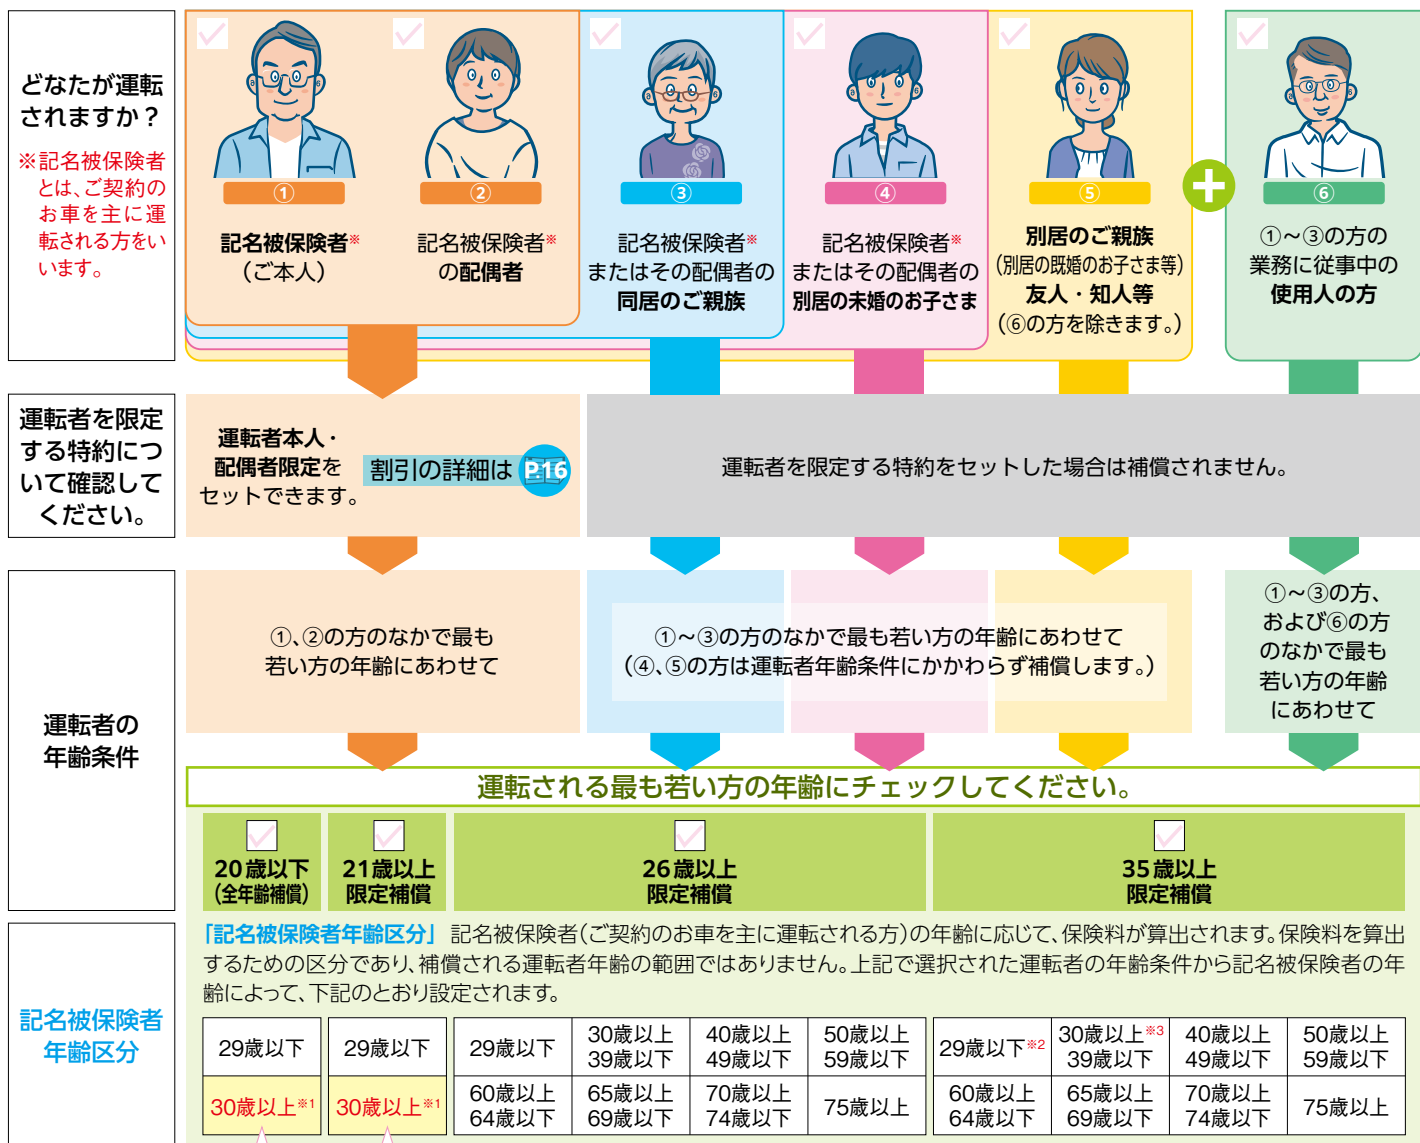 どなたが運転
されますか？
※記名被保険者
とは、ご契約の
お車を主に運
転される方をい
います。
①
記名被保険者※
（ご本人）
②
記名被保険者※
の配偶者
③
記名被保険者※
またはその配偶者の
同居のご親族
④
記名被保険者※
またはその配偶者の
別居の未婚のお子さま
⑤
別居のご親族
（別居の既婚のお子さま等）
友人・知人等
（⑥の方を除きます。）
⑥
①～③の方の
業務に従事中の
使用人の方
運転者を限定
する特約につ
いて確認して
ください。
運転者本人・
配偶者限定を
セットできます。
割引の詳細は P.16
運転者を限定する特約をセットした場合は補償されません。
運転者の
年齢条件
①、②の方のなかで最も
若い方の年齢にあわせて
①～③の方のなかで最も若い方の年齢にあわせて
（④、⑤の方は運転者年齢条件にかかわらず補償します。）
①～③の方、
および⑥の方
のなかで最も
若い方の年齢
にあわせて
運転される最も若い方の年齢にチェックしてください。
20歳以下
（全年齢補償）
21歳以上
限定補償
26歳以上
限定補償
35歳以上
限定補償
記名被保険者
年齢区分
「記名被保険者年齢区分」 記名被保険者（ご契約のお車を主に運転される方）の年齢に応じて、保険料が算出されます。保険料を算出
するための区分であり、補償される運転者年齢の範囲ではありません。上記で選択された運転者の年齢条件から記名被保険者の年
齢によって、下記のとおり設定されます。
29歳以下
30歳以上※1
29歳以下
30歳以上※1
29歳以下
30歳以上
39歳以下
40歳以上
49歳以下
50歳以上
59歳以下
60歳以上
64歳以下
65歳以上
69歳以下
70歳以上
74歳以下
75歳以上
29歳以下※2
30歳以上※3
39歳以下
40歳以上
49歳以下
50歳以上
59歳以下
60歳以上
64歳以下
65歳以上
69歳以下
70歳以上
74歳以下
75歳以上